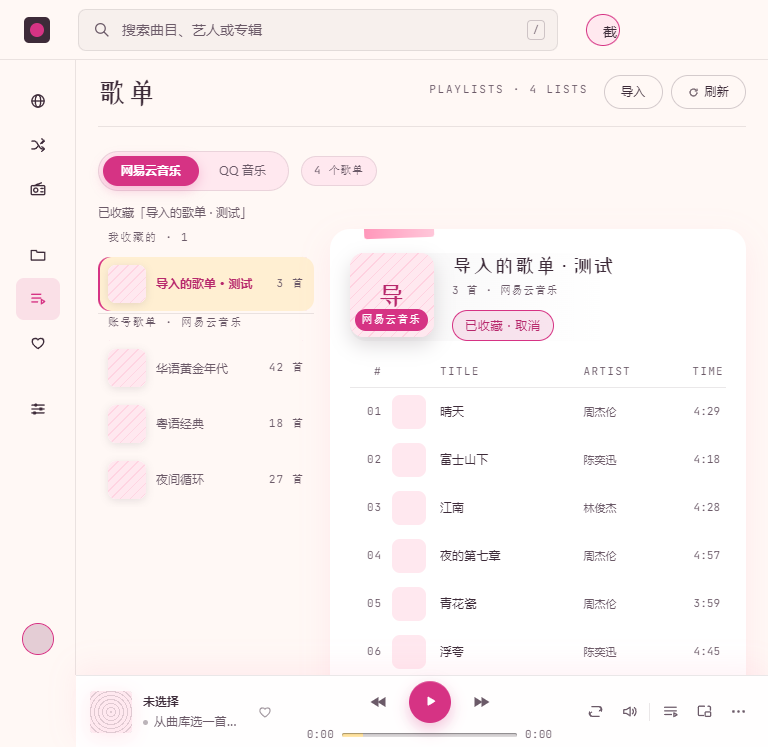 搜索曲目、艺人或专辑 /
截
歌单
PLAYLISTS · 4 LISTS
导入
刷新
网易云音乐
QQ 音乐
4 个歌单
已收藏「导入的歌单 · 测试」
我收藏的 · 1
导入的歌单 · 测试 3 首
账号歌单 · 网易云音乐
华语黄金年代 42 首
粤语经典 18 首
夜间循环 27 首
导
网易云音乐
导入的歌单 · 测试
3 首 · 网易云音乐
已收藏 · 取消
# TITLE ARTIST TIME
01 晴天 周杰伦 4:29
02 富士山下 陈奕迅 4:18
03 江南 林俊杰 4:28
04 夜的第七章 周杰伦 4:57
05 青花瓷 周杰伦 3:59
06 浮夸 陈奕迅 4:45
未选择
从曲库选一首...
0:00 0:00